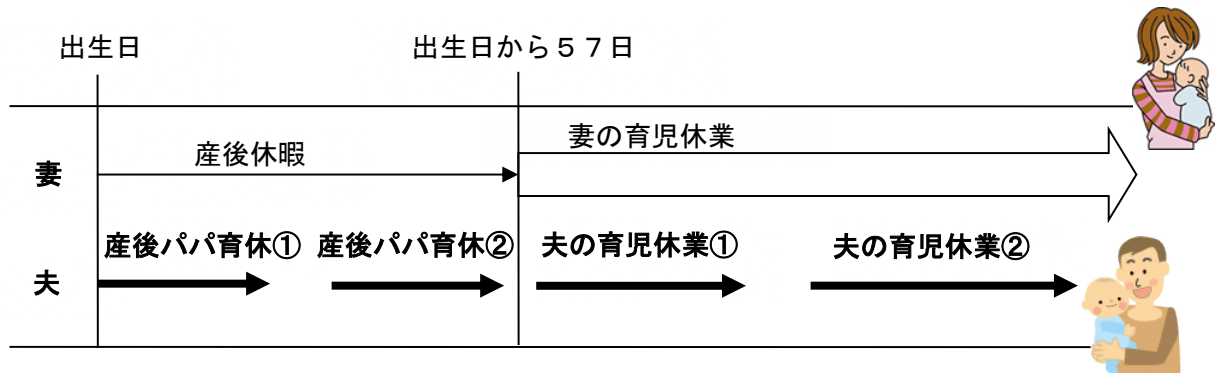 出生日
出生日から５７日
妻
産後休暇
妻の育児休業
夫
産後パパ育休①
産後パパ育休②
夫の育児休業①
夫の育児休業②